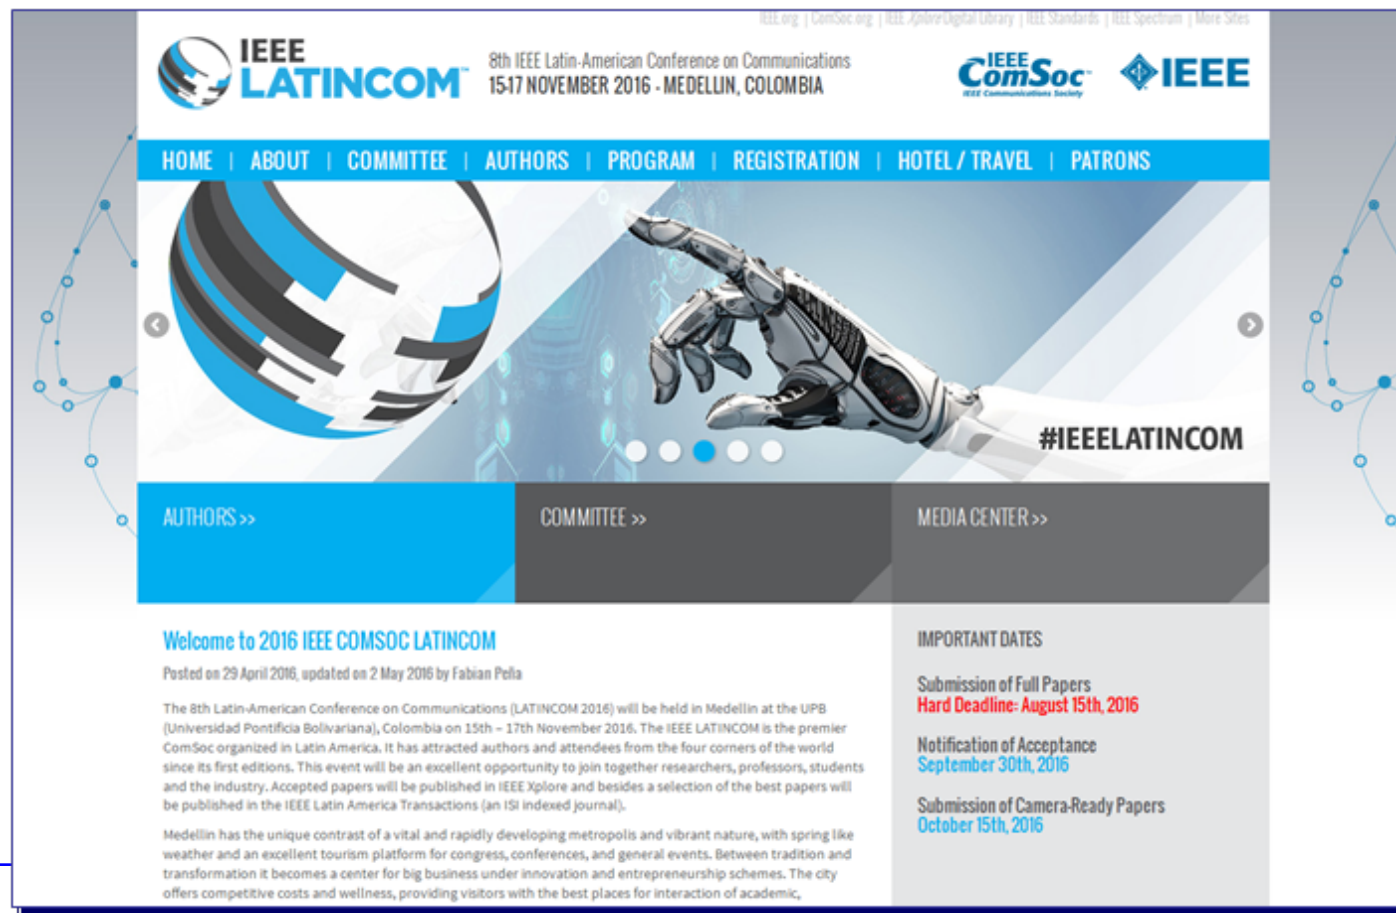 IEEE.org | ComSoc.org | IEEE Xplore Digital Library | IEEE Standards | IEEE Spectrum | More Sites
IEEE
LATINCOM™
8th IEEE Latin-American Conference on Communications
15-17 NOVEMBER 2016 - MEDELLIN, COLOMBIA
IEEE
ComSoc™
IEEE Communications Society
IEEE
HOME | ABOUT | COMMITTEE | AUTHORS | PROGRAM | REGISTRATION | HOTEL / TRAVEL | PATRONS
#IEEELATINCOM
AUTHORS >>
COMMITTEE >>
MEDIA CENTER >>
Welcome to 2016 IEEE COMSOC LATINCOM
Posted on 29 April 2016, updated on 2 May 2016 by Fabian Peña
The 8th Latin-American Conference on Communications (LATINCOM 2016) will be held in Medellin at the UPB
(Universidad Pontificia Bolivariana), Colombia on 15th – 17th November 2016. The IEEE LATINCOM is the premier
ComSoc organized in Latin America. It has attracted authors and attendees from the four corners of the world
since its first editions. This event will be an excellent opportunity to join together researchers, professors, students
and the industry. Accepted papers will be published in IEEE Xplore and besides a selection of the best papers will
be published in the IEEE Latin America Transactions (an ISI indexed journal).
Medellin has the unique contrast of a vital and rapidly developing metropolis and vibrant nature, with spring like
weather and an excellent tourism platform for congress, conferences, and general events. Between tradition and
transformation it becomes a center for big business under innovation and entrepreneurship schemes. The city
offers competitive costs and wellness, providing visitors with the best places for interaction of academic,
IMPORTANT DATES
Submission of Full Papers
Hard Deadline: August 15th, 2016
Notification of Acceptance
September 30th, 2016
Submission of Camera-Ready Papers
October 15th, 2016